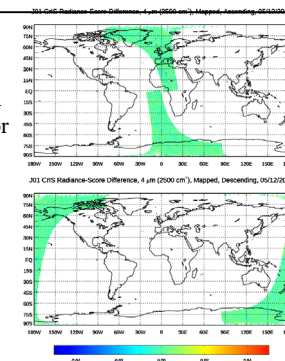 J01 CrIS Radiance-Score Difference, 4 μm (2500 cm⁻¹), Mapped, Ascending, 05/12/20
90N
75N
60N
45N
30N
15N
EQ
15S
30S
45S
60S
75S
90S
180W 150W 120W 90W 60W 30W 0 30E 60E 90E 120E 150E 1
or
J01 CrIS Radiance-Score Difference, 4 μm (2500 cm⁻¹), Mapped, Descending, 05/12/20
90N
75N
60N
45N
30N
15N
EQ
15S
30S
45S
60S
75S
90S
180W 150W 120W 90W 60W 30W 0 30E 60E 90E 120E 150E 1